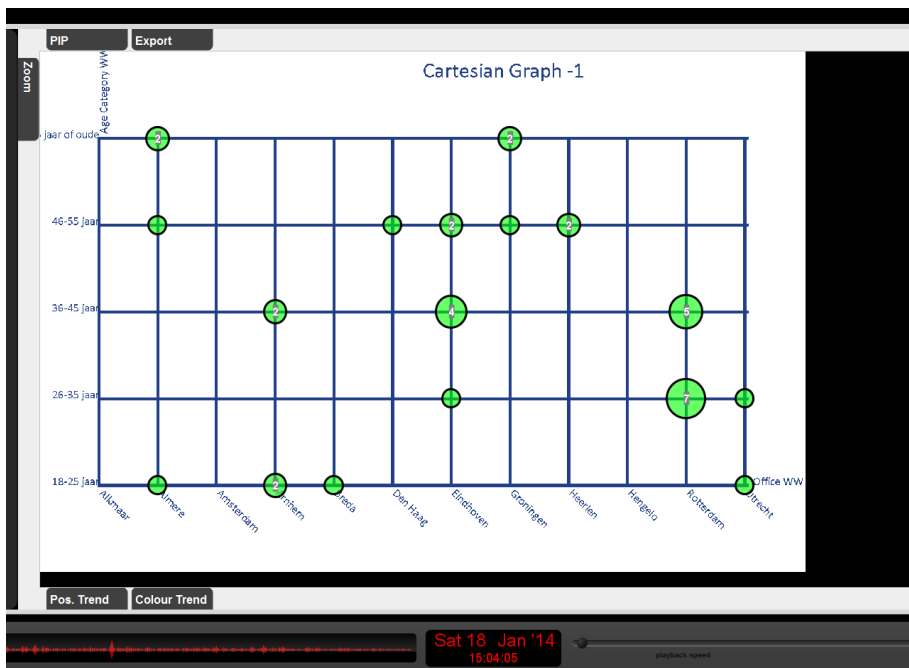 PIP
Export
Zoom
Cartesian Graph -1
Age Category WW
jaar of oude
2
2
46-55 jaar
2
2
36-45 jaar
2
4
5
26-35 jaar
7
18-25 jaar
2
Office WW
Alkmaar
Almere
Amsterdam
Arnhem
Breda
Den Haag
Eindhoven
Groningen
Heerlen
Hengelo
Rotterdam
Utrecht
Pos. Trend
Colour Trend
Sat 18 Jan '14
15:04:05
playback speed